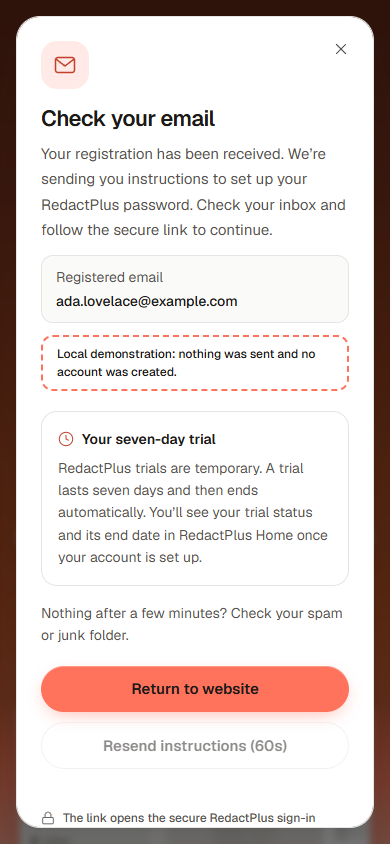 Check your email
Your registration has been received. We’re
sending you instructions to set up your
RedactPlus password. Check your inbox and
follow the secure link to continue.
Registered email
ada.lovelace@example.com
Local demonstration: nothing was sent and no
account was created.
Your seven-day trial
RedactPlus trials are temporary. A trial
lasts seven days and then ends
automatically. You’ll see your trial status
and its end date in RedactPlus Home once
your account is set up.
Nothing after a few minutes? Check your spam
or junk folder.
Return to website
Resend instructions (60s)
The link opens the secure RedactPlus sign-in